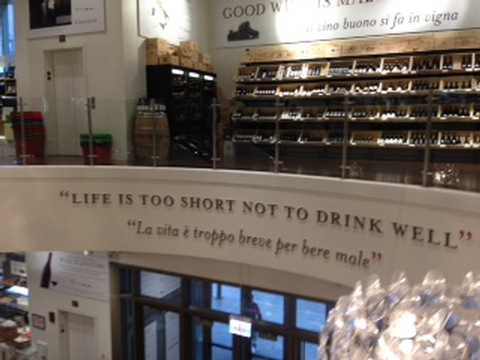 GOOD
IS
il vino buono si fa in vigna
“LIFE IS TOO SHORT NOT TO DRINK WELL”
“La vita è troppo breve per bere male”